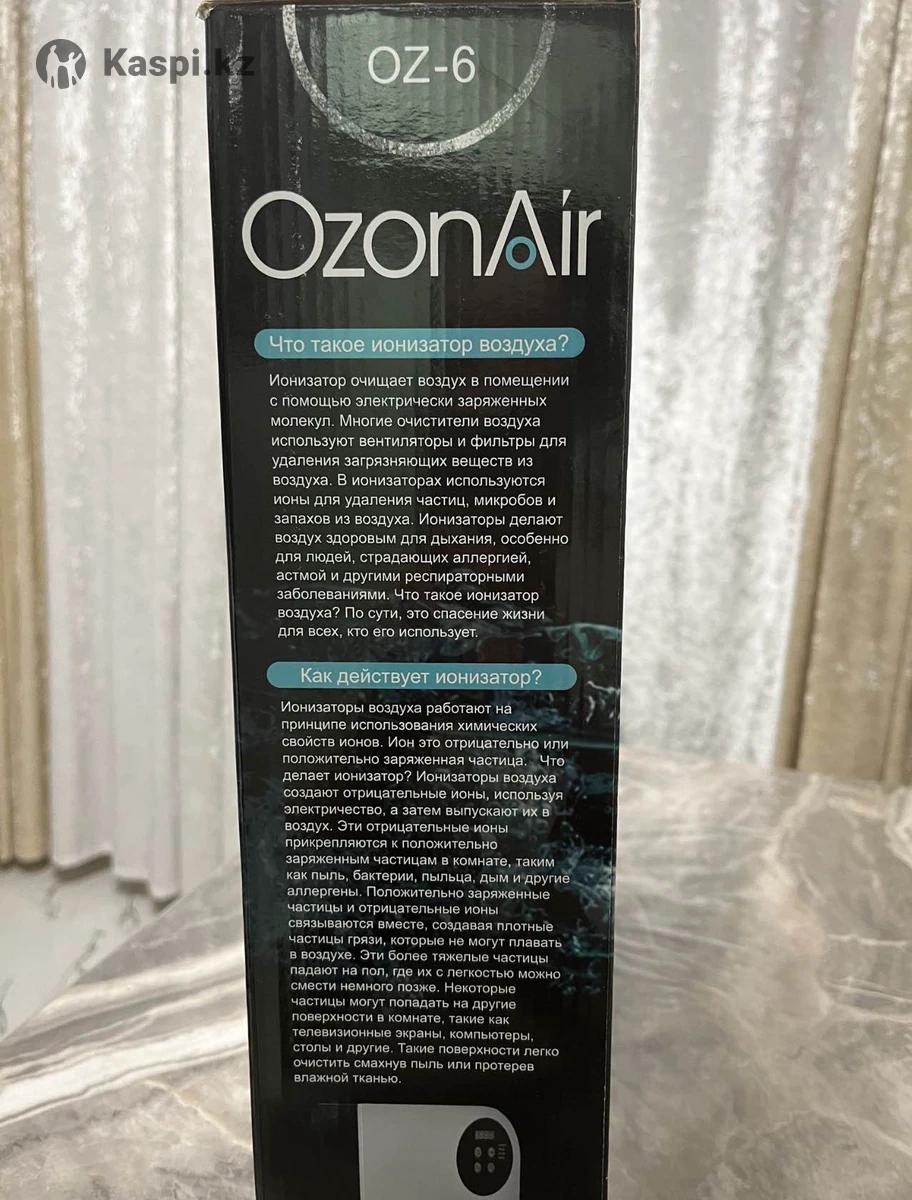 Kaspi.kz
OZ-6
OzonAir
Что такое ионизатор воздуха?
Ионизатор очищает воздух в помещении
с помощью электрически заряженных
молекул. Многие очистители воздуха
используют вентиляторы и фильтры для
удаления загрязняющих веществ из
воздуха. В ионизаторах используются
ионы для удаления частиц, микробов и
запахов из воздуха. Ионизаторы делают
воздух здоровым для дыхания, особенно
для людей, страдающих аллергией,
астмой и другими респираторными
заболеваниями. Что такое ионизатор
воздуха? По сути, это спасение жизни
для всех, кто его использует.
Как действует ионизатор?
Ионизаторы воздуха работают на
принципе использования химических
свойств ионов. Ион это отрицательно или
положительно заряженная частица. Что
делает ионизатор? Ионизаторы воздуха
создают отрицательные ионы, используя
электричество, а затем выпускают их в
воздух. Эти отрицательные ионы
прикрепляются к положительно
заряженным частицам в комнате, таким
как пыль, бактерии, пыльца, дым и другие
аллергены. Положительно заряженные
частицы и отрицательные ионы
связываются вместе, создавая плотные
частицы грязи, которые не могут плавать
в воздухе. Эти более тяжелые частицы
падают на пол, где их с легкостью можно
смести немного позже. Некоторые
частицы могут попадать на другие
поверхности в комнате, такие как
телевизионные экраны, компьютеры,
столы и другие. Такие поверхности легко
очистить смахнув пыль или протерев
влажной тканью.